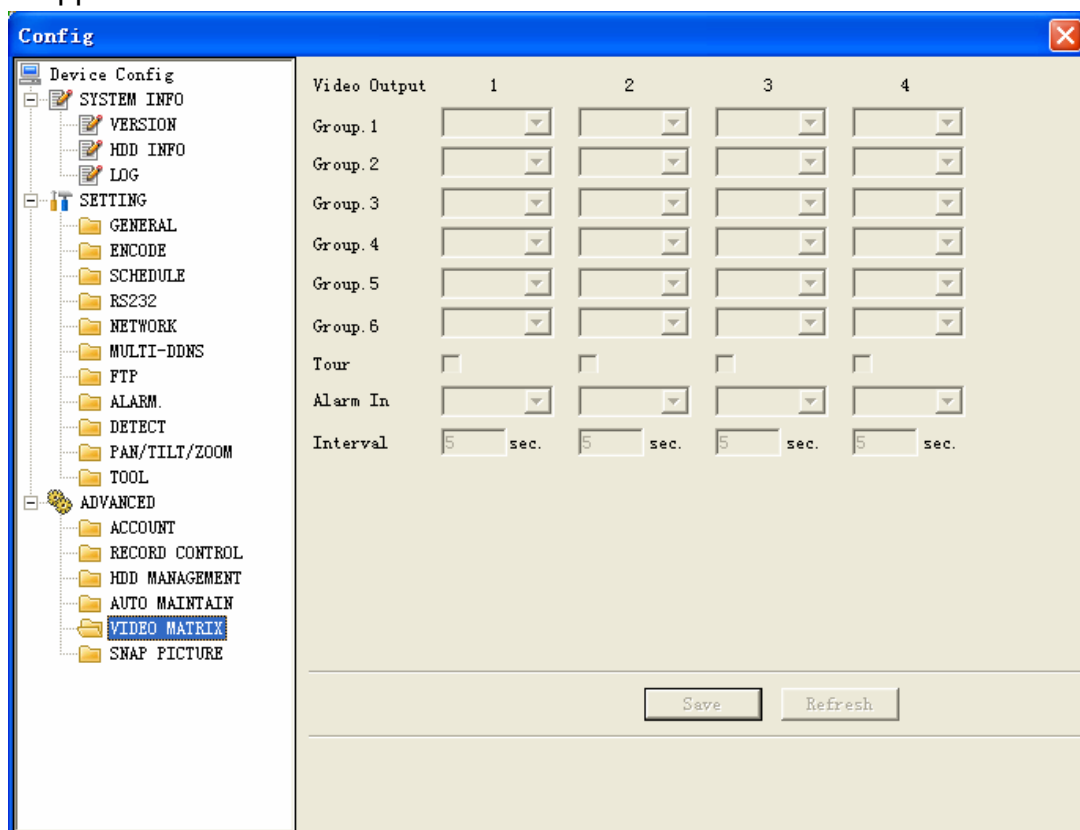 Config
Device Config
SYSTEM INFO
VERSION
HDD INFO
LOG
SETTING
GENERAL
ENCODE
SCHEDULE
RS232
NETWORK
MULTI-DDNS
FTP
ALARM.
DETECT
PAN/TILT/ZOOM
TOOL
ADVANCED
ACCOUNT
RECORD CONTROL
HDD MANAGEMENT
AUTO MAINTAIN
VIDEO MATRIX
SNAP PICTURE
Video Output 1 2 3 4
Group.1
Group.2
Group.3
Group.4
Group.5
Group.6
Tour
Alarm In
Interval 5 sec. 5 sec. 5 sec. 5 sec.
Save Refresh